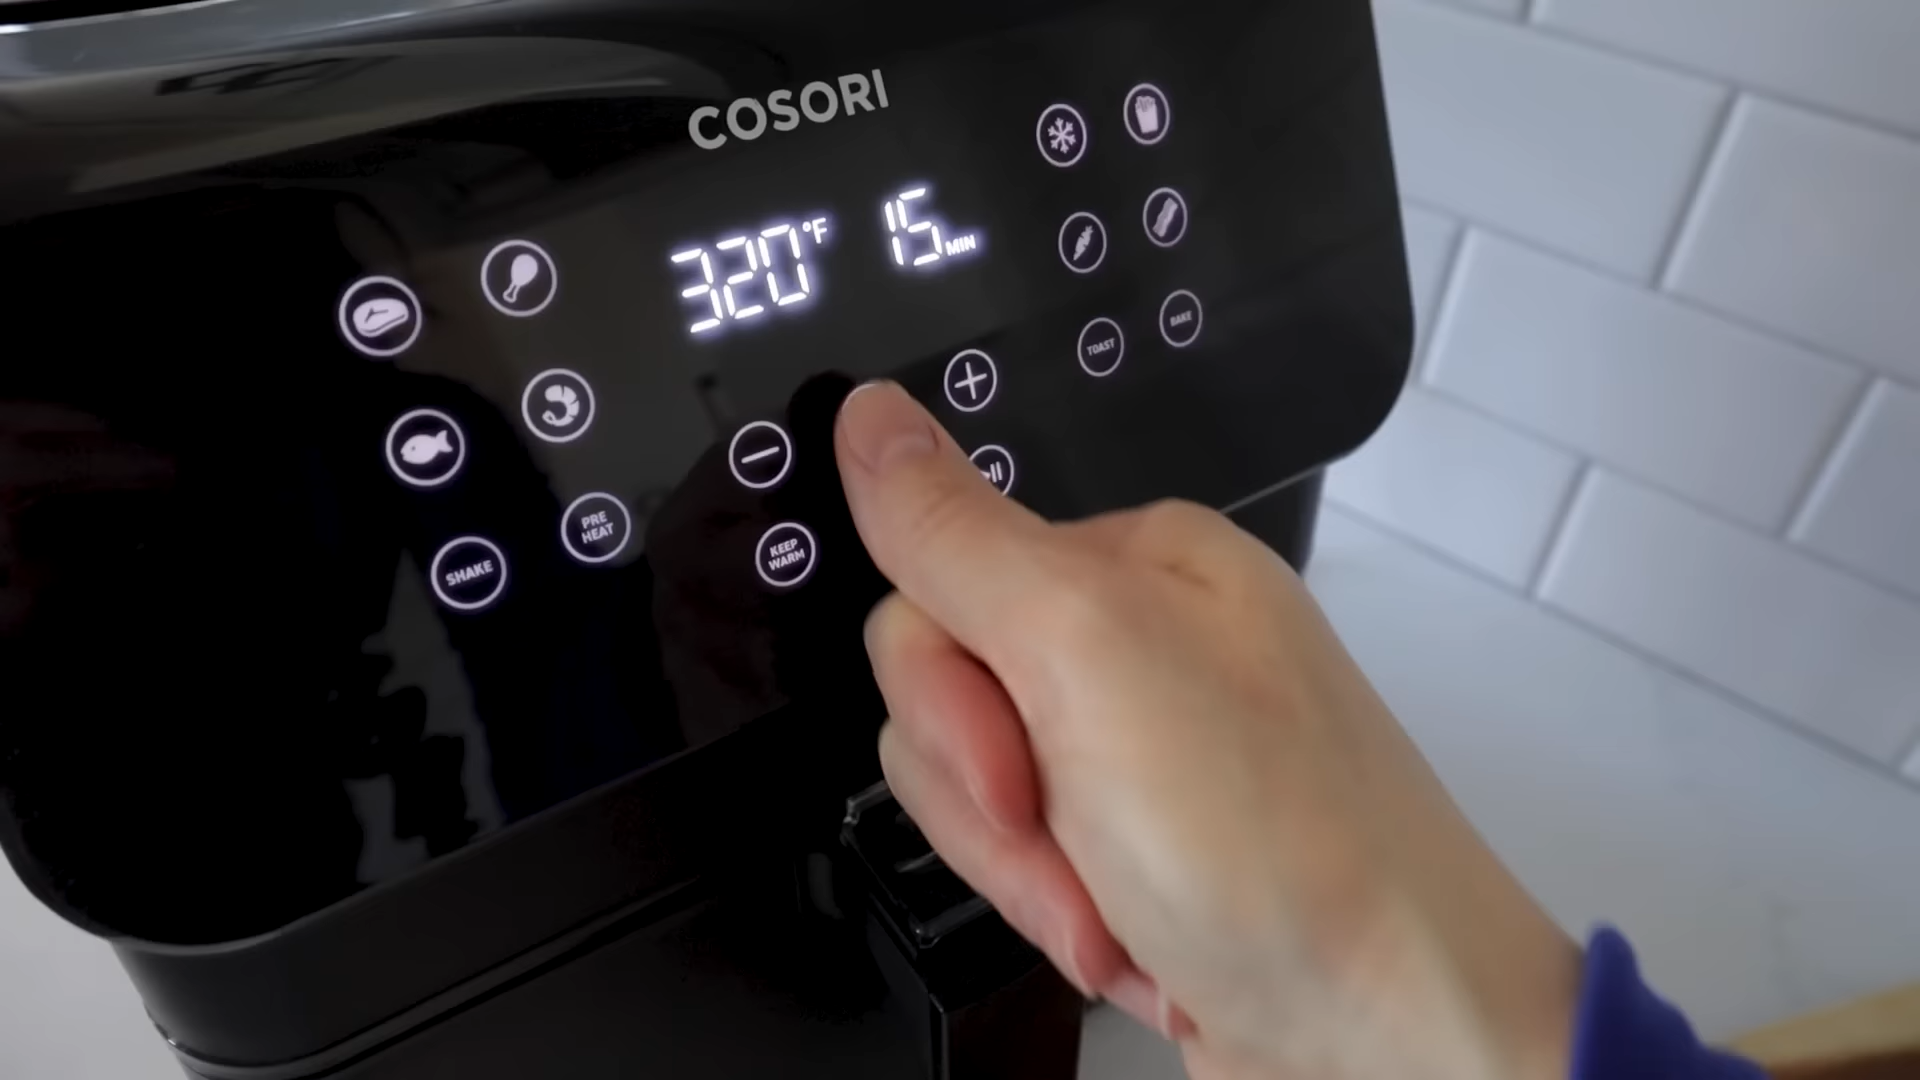 COSORI
320°F 15 MIN
TOAST
BAKE
PRE
HEAT
SHAKE
KEEP
WARM